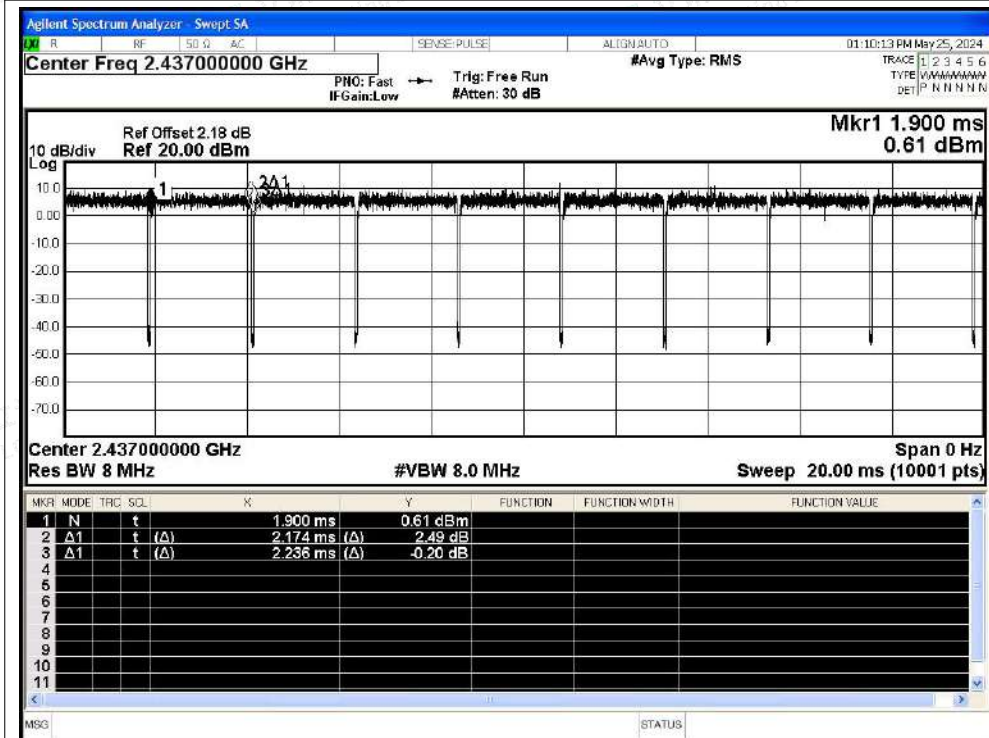 Agilent Spectrum Analyzer - Swept SA
LXI R RF 50 Ω AC SENSE:PULSE ALIGN AUTO 01:10:13 PM May 25, 2024
Center Freq 2.437000000 GHz #Avg Type: RMS TRACE 1 2 3 4 5 6
PNO: Fast Trig: Free Run TYPE
IFGain:Low #Atten: 30 dB DET P N N N N N
Mkr1 1.900 ms
Ref Offset 2.18 dB
10 dB/div Ref 20.00 dBm 0.61 dBm
Log
10.0
1
0.00
-10.0
-20.0
-30.0
-40.0
-50.0
-60.0
-70.0
Center 2.437000000 GHz Span 0 Hz
Res BW 8 MHz #VBW 8.0 MHz Sweep 20.00 ms (10001 pts)
MKR MODE TRC SCL X Y FUNCTION FUNCTION WIDTH FUNCTION VALUE
1 N t 1.900 ms 0.61 dBm
2 Δ1 t (Δ) 2.174 ms (Δ) 2.49 dB
3 Δ1 t (Δ) 2.236 ms (Δ) -0.20 dB
4
5
6
7
8
9
10
11
MSG STATUS